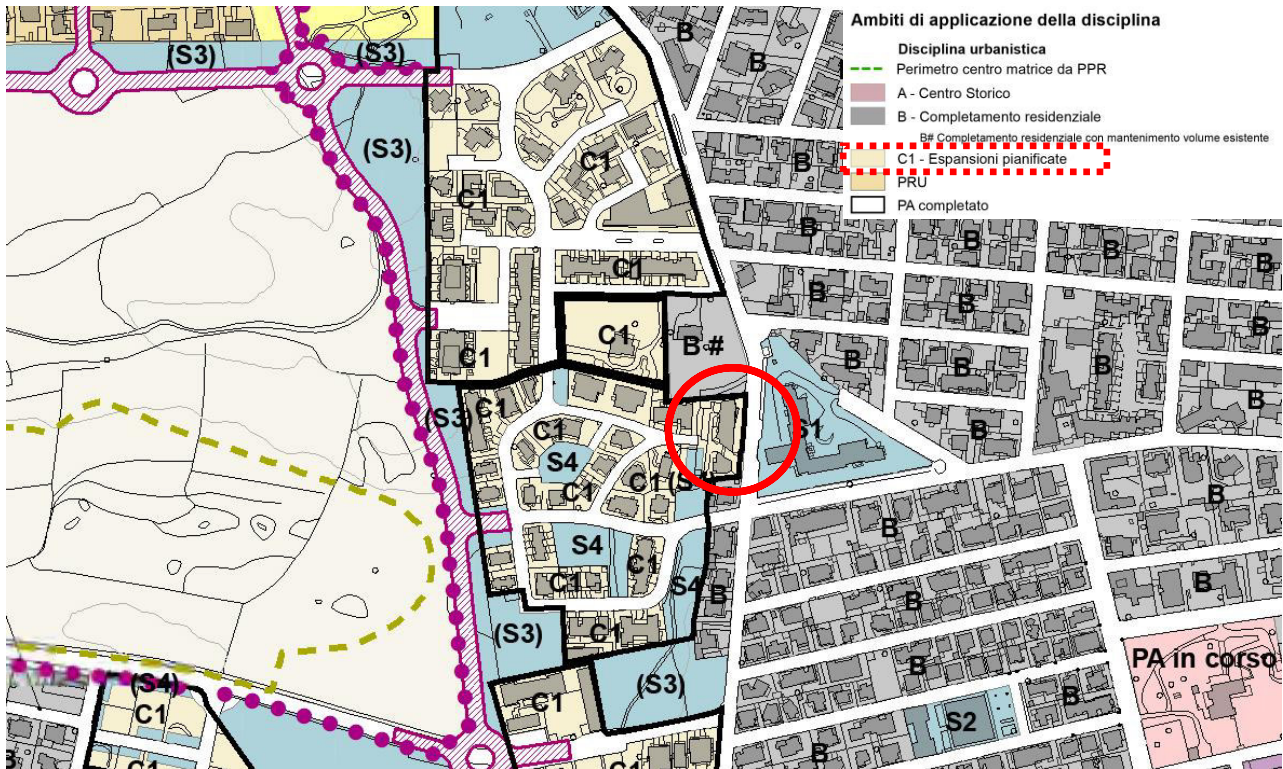 Ambiti di applicazione della disciplina
Disciplina urbanistica
Perimetro centro matrice da PPR
A - Centro Storico
B - Completamento residenziale
B# Completamento residenziale con mantenimento volume esistente
C1 - Espansioni pianificate
PRU
PA completato
(S3)
(S3)
B
B
B
B
(S3)
C1
B
B
B
C1
B
B
B
B
C1
B
B
C1
B #
B
B
C1
B
B
(S3)
C1
C1
S1
B
B
S4
C1
C1
B
S4
C1
B
C1
S4
B
B
B
(S3)
C1
PA in corso
(S4)
(S3)
B
B
C1
C1
S2
B
B
C1
C1
B